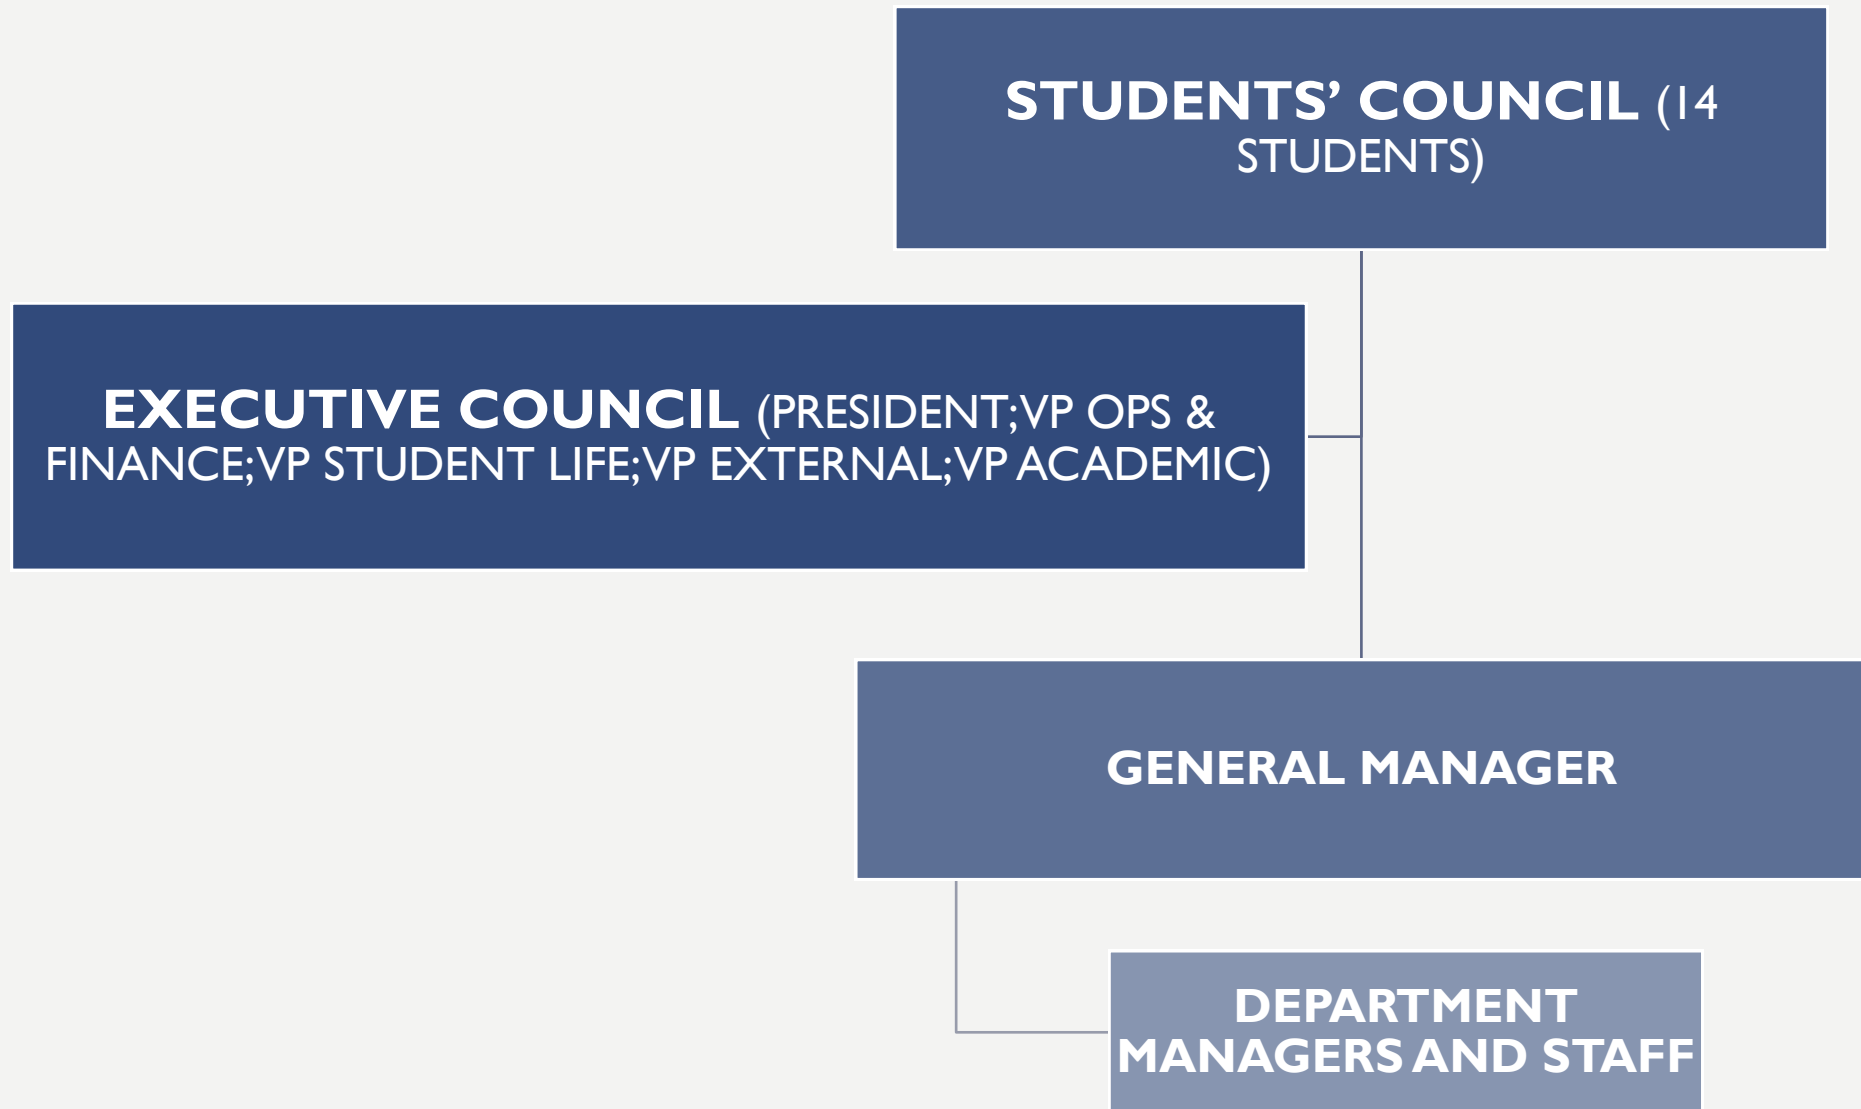 STUDENTS’ COUNCIL (14
STUDENTS)
EXECUTIVE COUNCIL (PRESIDENT;VP OPS &
FINANCE;VP STUDENT LIFE;VP EXTERNAL;VP ACADEMIC)
GENERAL MANAGER
DEPARTMENT
MANAGERS AND STAFF